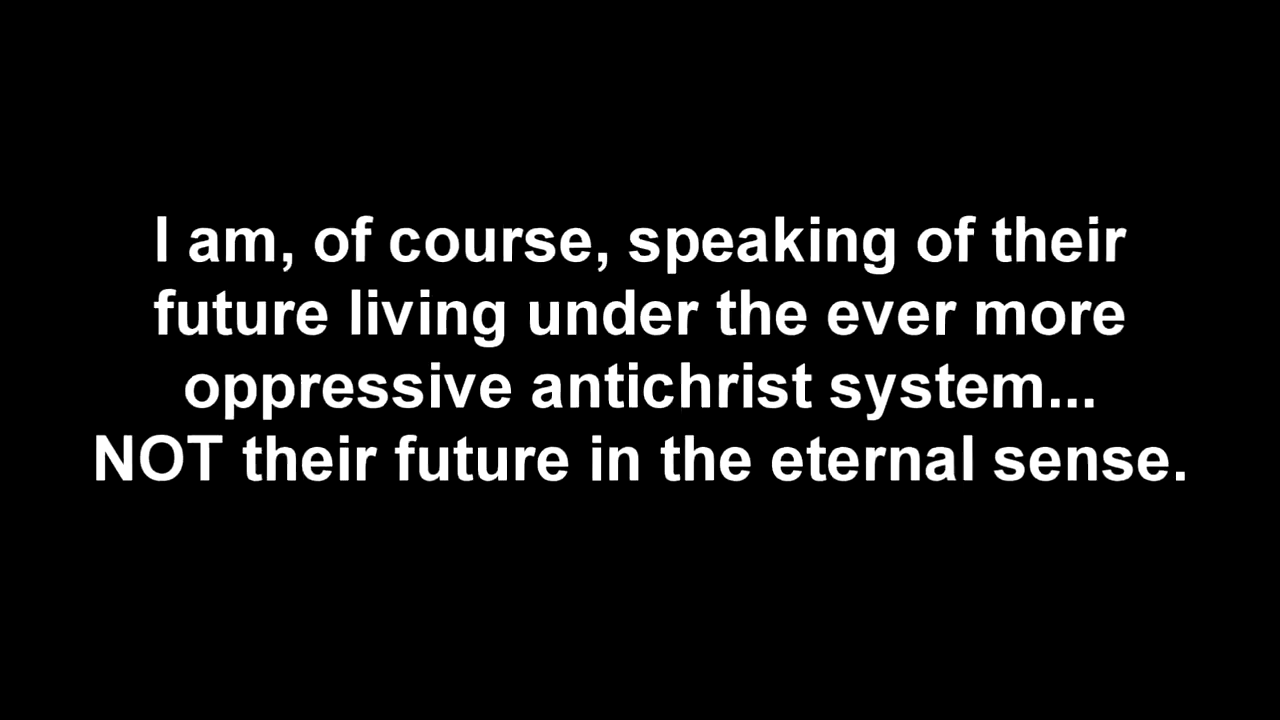 I am, of course, speaking of their
future living under the ever more
oppressive antichrist system...
NOT their future in the eternal sense.